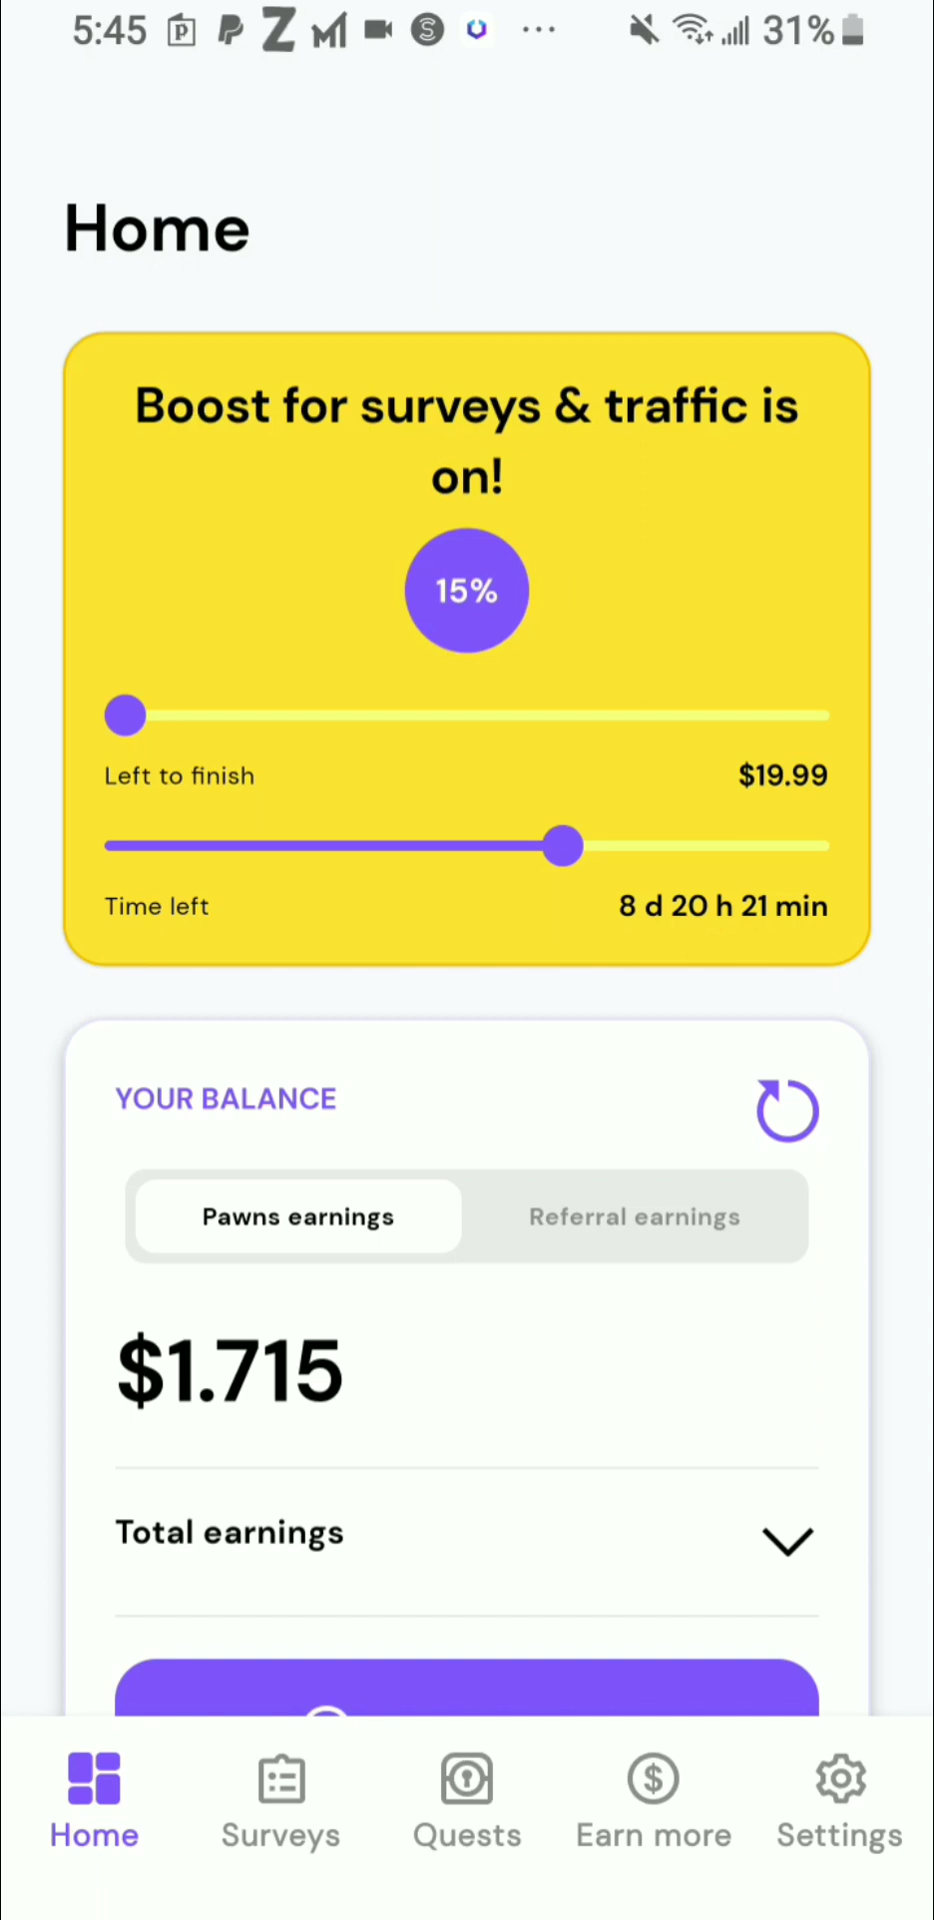 5:45
31%
Home
Boost for surveys & traffic is
on!
15%
Left to finish
$19.99
Time left
8 d 20 h 21 min
YOUR BALANCE
Pawns earnings
Referral earnings
$1.715
Total earnings
Home
Surveys
Quests
Earn more
Settings